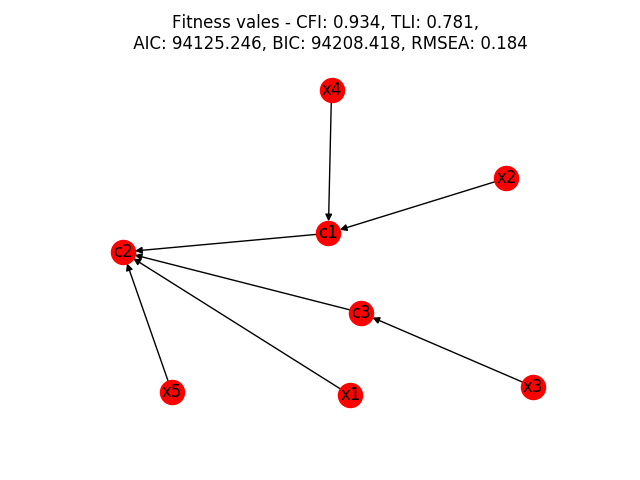 Fitness vales - CFI: 0.934, TLI: 0.781,
AIC: 94125.246, BIC: 94208.418, RMSEA: 0.184
x4
x2
c1
c2
c3
x5
x1
x3